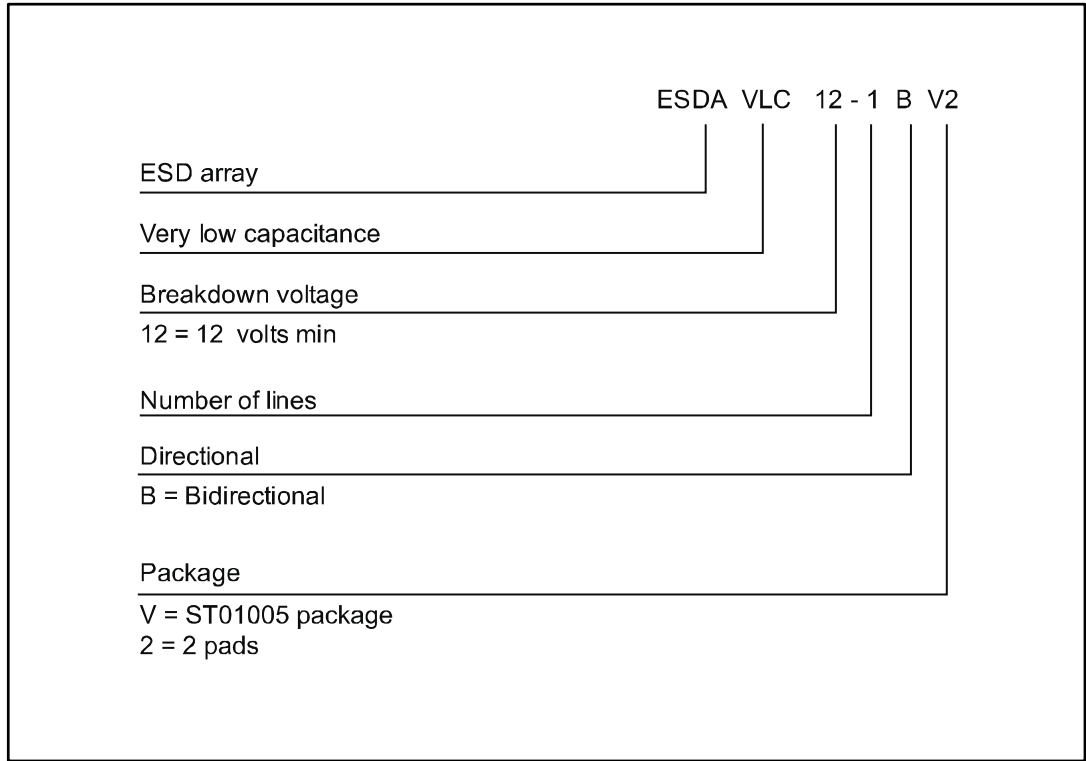 ESDA VLC 12 - 1 B V2
ESD array
Very low capacitance
Breakdown voltage
12 = 12 volts min
Number of lines
Directional
B = Bidirectional
Package
V = ST01005 package
2 = 2 pads